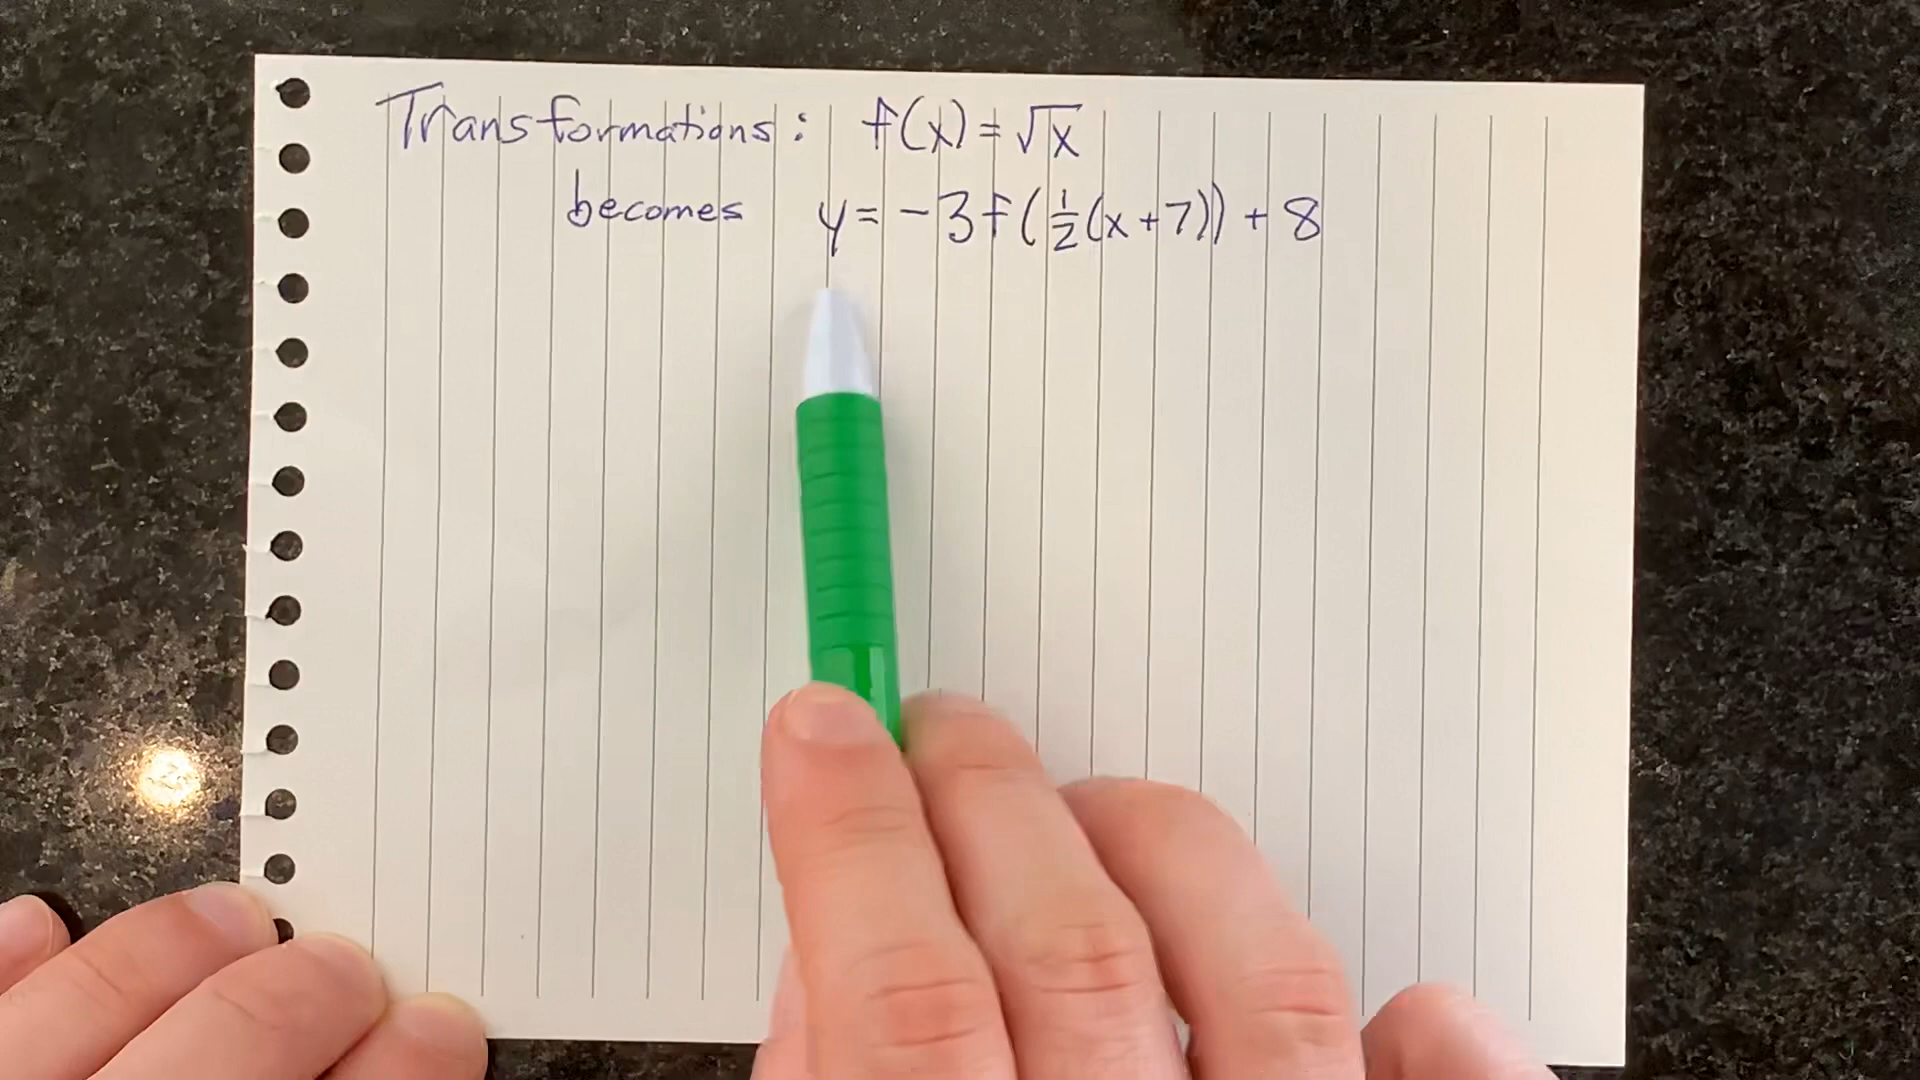 Transformations: f(x) = √x
becomes y = -3f(½(x+7)) + 8